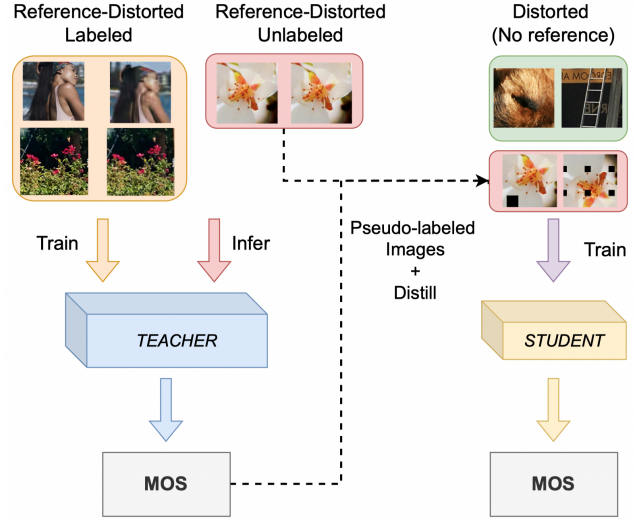 Reference-Distorted
Labeled
Reference-Distorted
Unlabeled
Distorted
(No reference)
Train
Infer
Pseudo-labeled
Images
+
Distill
Train
TEACHER
STUDENT
MOS
MOS